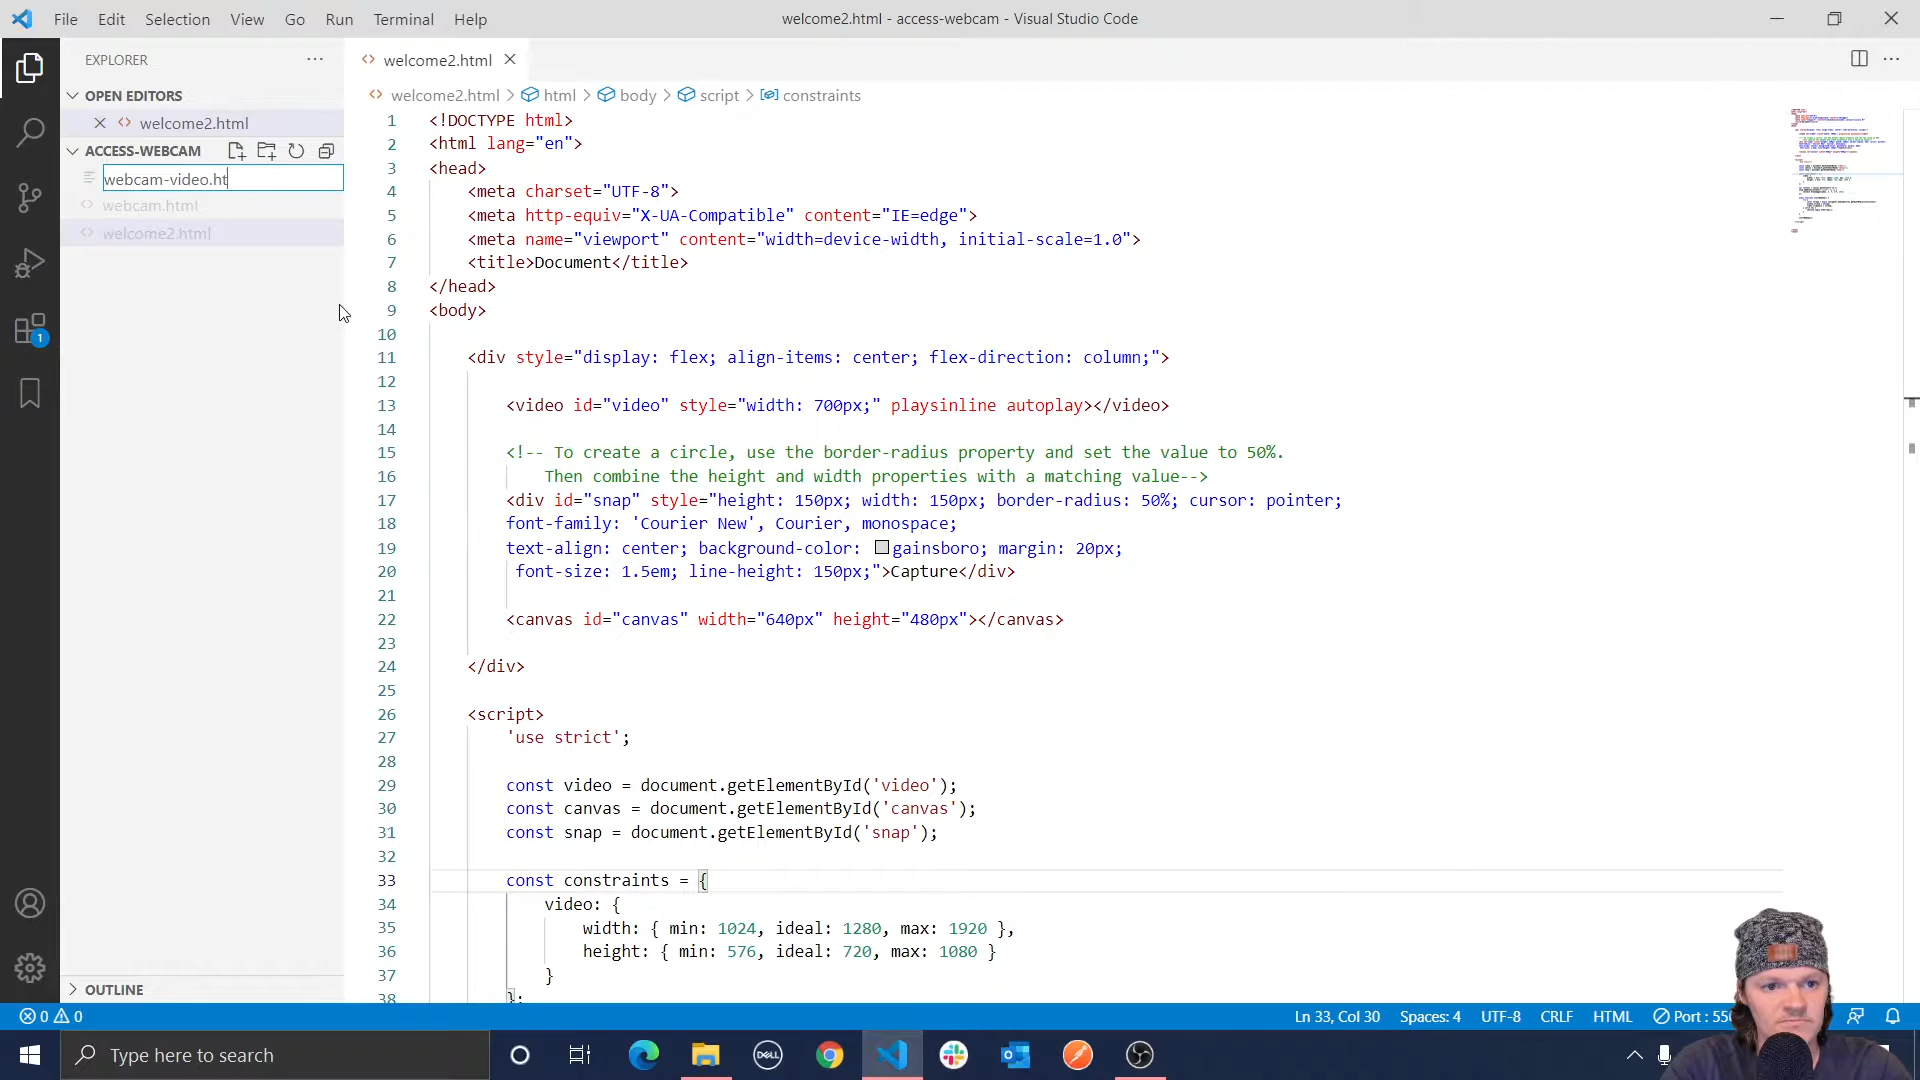 File Edit Selection View Go Run Terminal Help
welcome2.html - access-webcam - Visual Studio Code
EXPLORER
OPEN EDITORS
welcome2.html
ACCESS-WEBCAM
webcam-video.ht
webcam.html
welcome2.html
OUTLINE
1
welcome2.html
welcome2.html > html > body > script > constraints
1 <!DOCTYPE html>
2 <html lang="en">
3 <head>
4 <meta charset="UTF-8">
5 <meta http-equiv="X-UA-Compatible" content="IE=edge">
6 <meta name="viewport" content="width=device-width, initial-scale=1.0">
7 <title>Document</title>
8 </head>
9 <body>
10
11 <div style="display: flex; align-items: center; flex-direction: column;">
12
13 <video id="video" style="width: 700px;" playsinline autoplay></video>
14
15 <!-- To create a circle, use the border-radius property and set the value to 50%.
16 Then combine the height and width properties with a matching value-->
17 <div id="snap" style="height: 150px; width: 150px; border-radius: 50%; cursor: pointer;
18 font-family: 'Courier New', Courier, monospace;
19 text-align: center; background-color: gainsboro; margin: 20px;
20 font-size: 1.5em; line-height: 150px;">Capture</div>
21
22 <canvas id="canvas" width="640px" height="480px"></canvas>
23
24 </div>
25
26 <script>
27 'use strict';
28
29 const video = document.getElementById('video');
30 const canvas = document.getElementById('canvas');
31 const snap = document.getElementById('snap');
32
33 const constraints = {
34 video: {
35 width: { min: 1024, ideal: 1280, max: 1920 },
36 height: { min: 576, ideal: 720, max: 1080 }
37 }
38 };
0 0
Ln 33, Col 30 Spaces: 4 UTF-8 CRLF HTML Port : 550
Type here to search
DELL